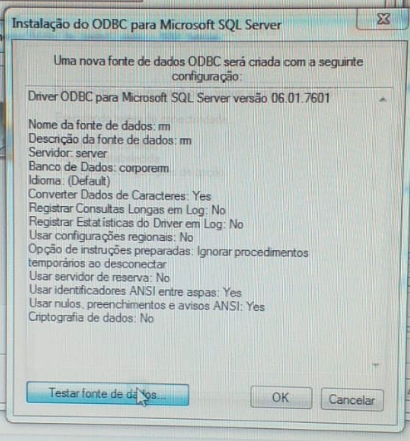 Instalação do ODBC para Microsoft SQL Server
Uma nova fonte de dados ODBC será criada com a seguinte
configuração:
Driver ODBC para Microsoft SQL Server versão 06.01.7601
Nome da fonte de dados: rm
Descrição da fonte de dados: rm
Servidor: server
Banco de Dados: corporerm
Idioma: (Default)
Converter Dados de Caracteres: Yes
Registrar Consultas Longas em Log: No
Registrar Estatísticas do Driver em Log: No
Usar configurações regionais: No
Opção de instruções preparadas: Ignorar procedimentos
temporários ao desconectar
Usar servidor de reserva: No
Usar identificadores ANSI entre aspas: Yes
Usar nulos, preenchimentos e avisos ANSI: Yes
Criptografia de dados: No
Testar fonte de dados...
OK
Cancelar